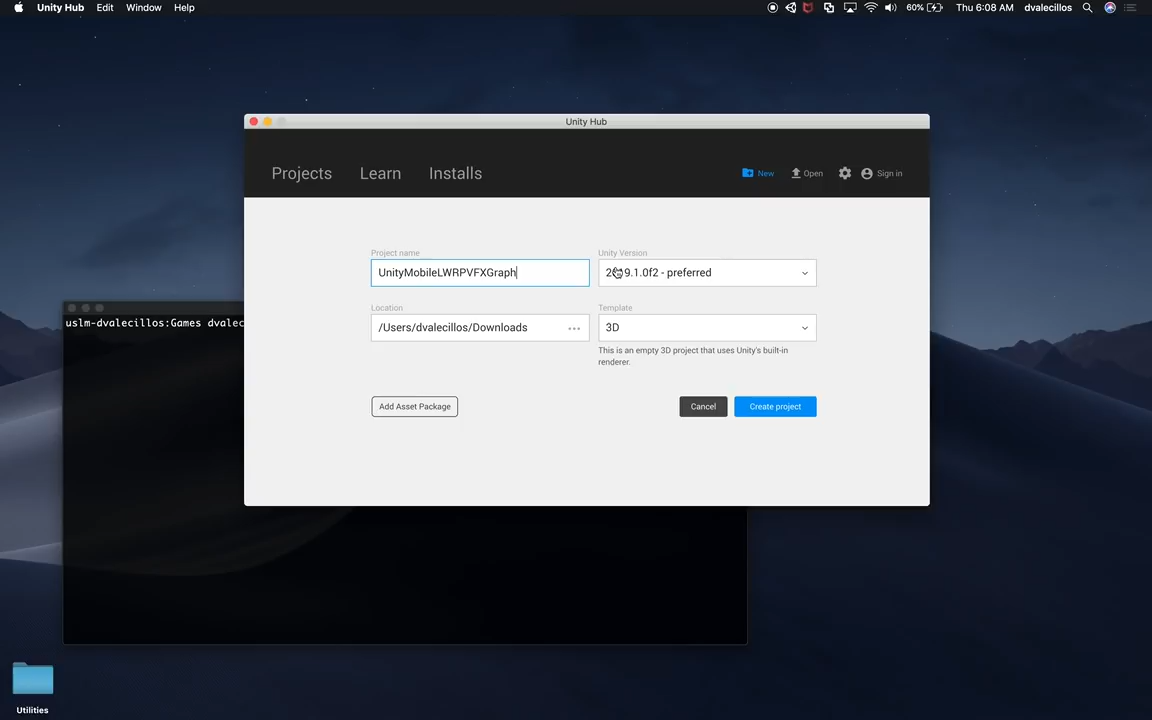 Unity Hub Edit Window Help
60% Thu 6:08 AM dvalecillos
Unity Hub
Projects Learn Installs
New Open Sign in
Project name Unity Version
UnityMobileLWRPVFXGraph 9.1.0f2 - preferred
Location Template
/Users/dvalecillos/Downloads ... 3D
This is an empty 3D project that uses Unity's built-in
renderer.
uslm-dvalecillos:Games dvalec
Add Asset Package Cancel Create project
Utilities